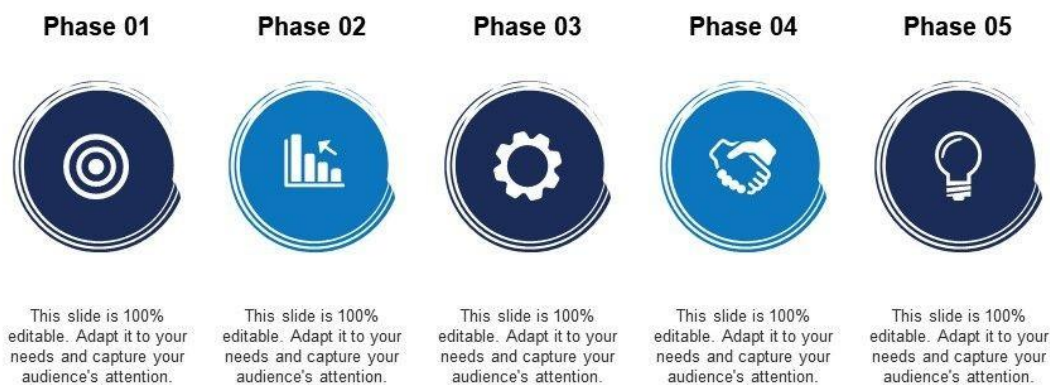 Phase 01
Phase 02
Phase 03
Phase 04
Phase 05
This slide is 100%
editable. Adapt it to your
needs and capture your
audience's attention.
This slide is 100%
editable. Adapt it to your
needs and capture your
audience's attention.
This slide is 100%
editable. Adapt it to your
needs and capture your
audience's attention.
This slide is 100%
editable. Adapt it to your
needs and capture your
audience's attention.
This slide is 100%
editable. Adapt it to your
needs and capture your
audience's attention.